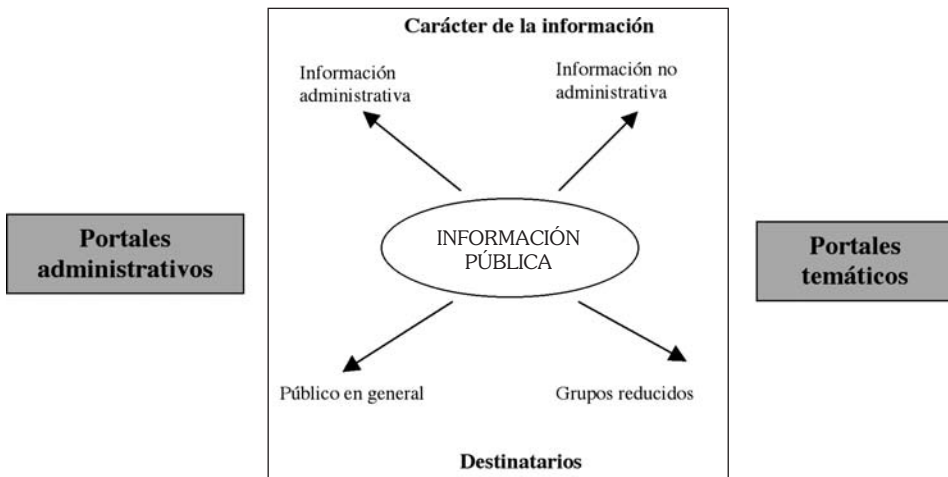 Carácter de la información
Información
administrativa
Información no
administrativa
Portales
administrativos
INFORMACIÓN
PÚBLICA
Portales
temáticos
Público en general
Grupos reducidos
Destinatarios